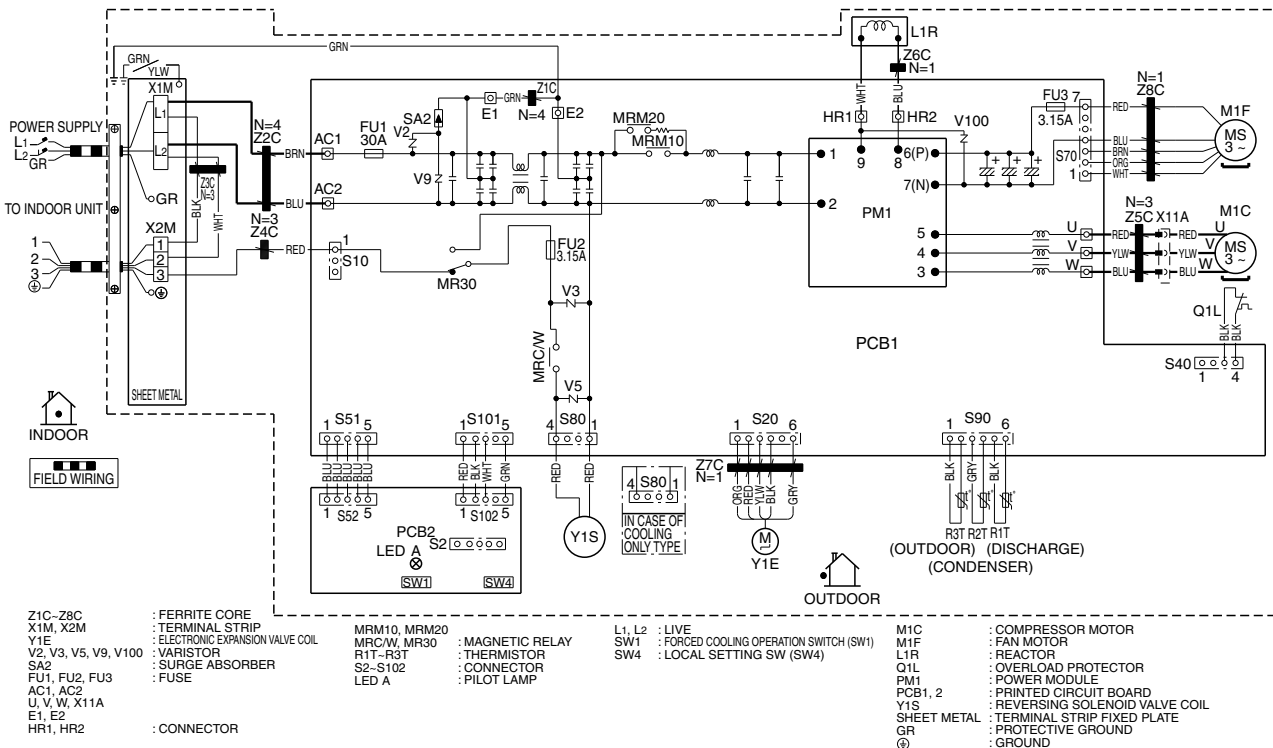 GRN
L1R
Z6C
N=1
GRN
YLW
X1M
L1
L2
POWER SUPPLY
L1
L2
GR
GR
TO INDOOR UNIT
1
2
3
X2M
1
2
3
Z3C
N=3
BLK
WHT
SHEET METAL
N=4
Z2C
BRN
BLU
N=3
Z4C
RED
AC1
AC2
FU1
30A
V2
SA2
V9
E1
GRN
Z1C
N=4
E2
1
S10
MR30
FU2
3.15A
V3
MRC/W
V5
MRM20
MRM10
WHT
BLU
HR1
HR2
V100
1
2
9
8
6(P)
7(N)
PM1
5
4
3
+
+
+
FU3
3.15A
7
S70
1
RED
BLU
BRN
ORG
WHT
N=1
Z8C
M1F
MS
3 ~
U
V
W
RED
YLW
BLU
N=3
Z5C
X11A
RED
YLW
BLU
U
V
W
M1C
MS
3 ~
Q1L
BLK
BLK
S40
1
4
PCB1
INDOOR
FIELD WIRING
1
S51
5
BLU
BLU
BLU
BLU
BLU
1
S52
5
1
S101
5
RED
BLK
WHT
GRN
1
S102
5
PCB2
LED A
S2
SW1
SW4
4
S80
1
RED
RED
Y1S
4
S80
1
IN CASE OF
COOLING
ONLY TYPE
1
S20
6
Z7C
N=1
ORG
RED
YLW
BLK
GRY
M
Y1E
1
S90
6
BLK
GRY
BLK
t°
t°
t°
R3T
R2T
R1T
(OUTDOOR) (DISCHARGE)
(CONDENSER)
OUTDOOR
Z1C~Z8C : FERRITE CORE
X1M, X2M : TERMINAL STRIP
Y1E : ELECTRONIC EXPANSION VALVE COIL
V2, V3, V5, V9, V100 : VARISTOR
SA2 : SURGE ABSORBER
FU1, FU2, FU3 : FUSE
AC1, AC2
U, V, W, X11A
E1, E2
HR1, HR2 : CONNECTOR
MRM10, MRM20
MRC/W, MR30 : MAGNETIC RELAY
R1T~R3T : THERMISTOR
S2~S102 : CONNECTOR
LED A : PILOT LAMP
L1, L2 : LIVE
SW1 : FORCED COOLING OPERATION SWITCH (SW1)
SW4 : LOCAL SETTING SW (SW4)
M1C : COMPRESSOR MOTOR
M1F : FAN MOTOR
L1R : REACTOR
Q1L : OVERLOAD PROTECTOR
PM1 : POWER MODULE
PCB1, 2 : PRINTED CIRCUIT BOARD
Y1S : REVERSING SOLENOID VALVE COIL
SHEET METAL : TERMINAL STRIP FIXED PLATE
GR : PROTECTIVE GROUND
⏚ : GROUND